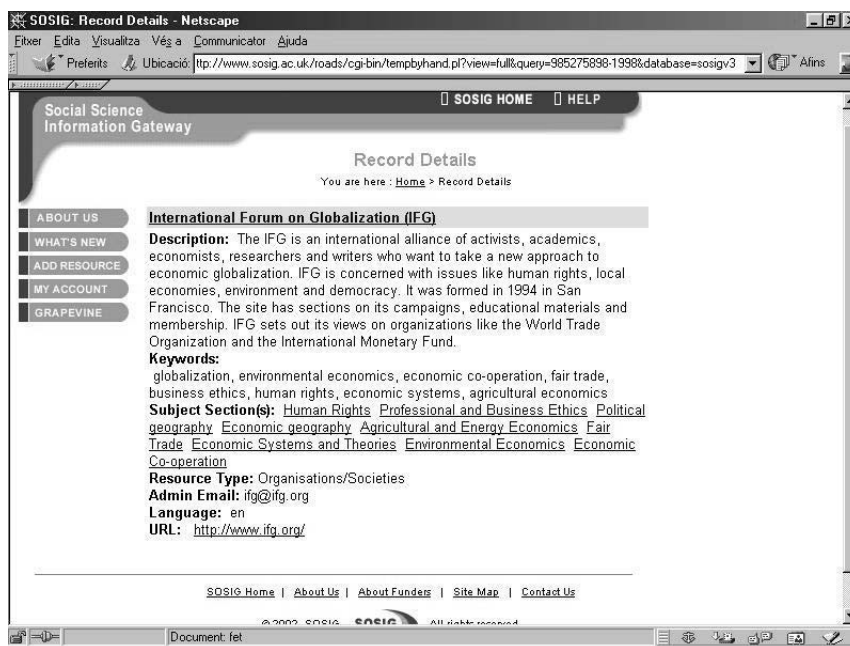 SOSIG: Record Details - Netscape
Fitxer Edita Visualitza Vés a Communicator Ajuda
Preferits Ubicació: ttp://www.sosig.ac.uk/roads/cgi-bin/tempbyhand.pl?view=full&query=985275898-1998&database=sosigv3 Afins
SOSIG HOME HELP
Social Science
Information Gateway
Record Details
You are here : Home > Record Details
ABOUT US
WHAT'S NEW
ADD RESOURCE
MY ACCOUNT
GRAPEVINE
International Forum on Globalization (IFG)
Description: The IFG is an international alliance of activists, academics,
economists, researchers and writers who want to take a new approach to
economic globalization. IFG is concerned with issues like human rights, local
economies, environment and democracy. It was formed in 1994 in San
Francisco. The site has sections on its campaigns, educational materials and
membership. IFG sets out its views on organizations like the World Trade
Organization and the International Monetary Fund.
Keywords:
globalization, environmental economics, economic co-operation, fair trade,
business ethics, human rights, economic systems, agricultural economics
Subject Section(s): Human Rights Professional and Business Ethics Political
geography Economic geography Agricultural and Energy Economics Fair
Trade Economic Systems and Theories Environmental Economics Economic
Co-operation
Resource Type: Organisations/Societies
Admin Email: ifg@ifg.org
Language: en
URL: http://www.ifg.org/
SOSIG Home | About Us | About Funders | Site Map | Contact Us
© 2002 SOSIG SOSIG All rights reserved
Document: fet